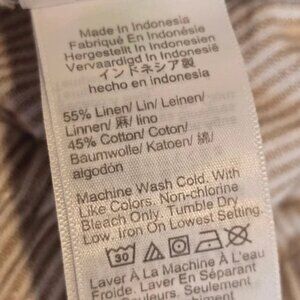 Made In Indonesia
Fabriqué En Indonésie
Hergestellt In Indonesien
Vervaardigd In Indonesië
インドネシア製
hecho en indonesia
55% Linen/ Lin/ Leinen/
Linnen/ 麻/ lino
45% Cotton/ Coton/
Baumwolle/ Katoen/ 綿/
algodón
Machine Wash Cold. With
Like Colors. Non-chlorine
Bleach Only. Tumble Dry
Low. Iron On Lowest Setting.
30
Laver À La Machine À L'eau
Froide. Laver En Séparant
Couleurs. Seulement